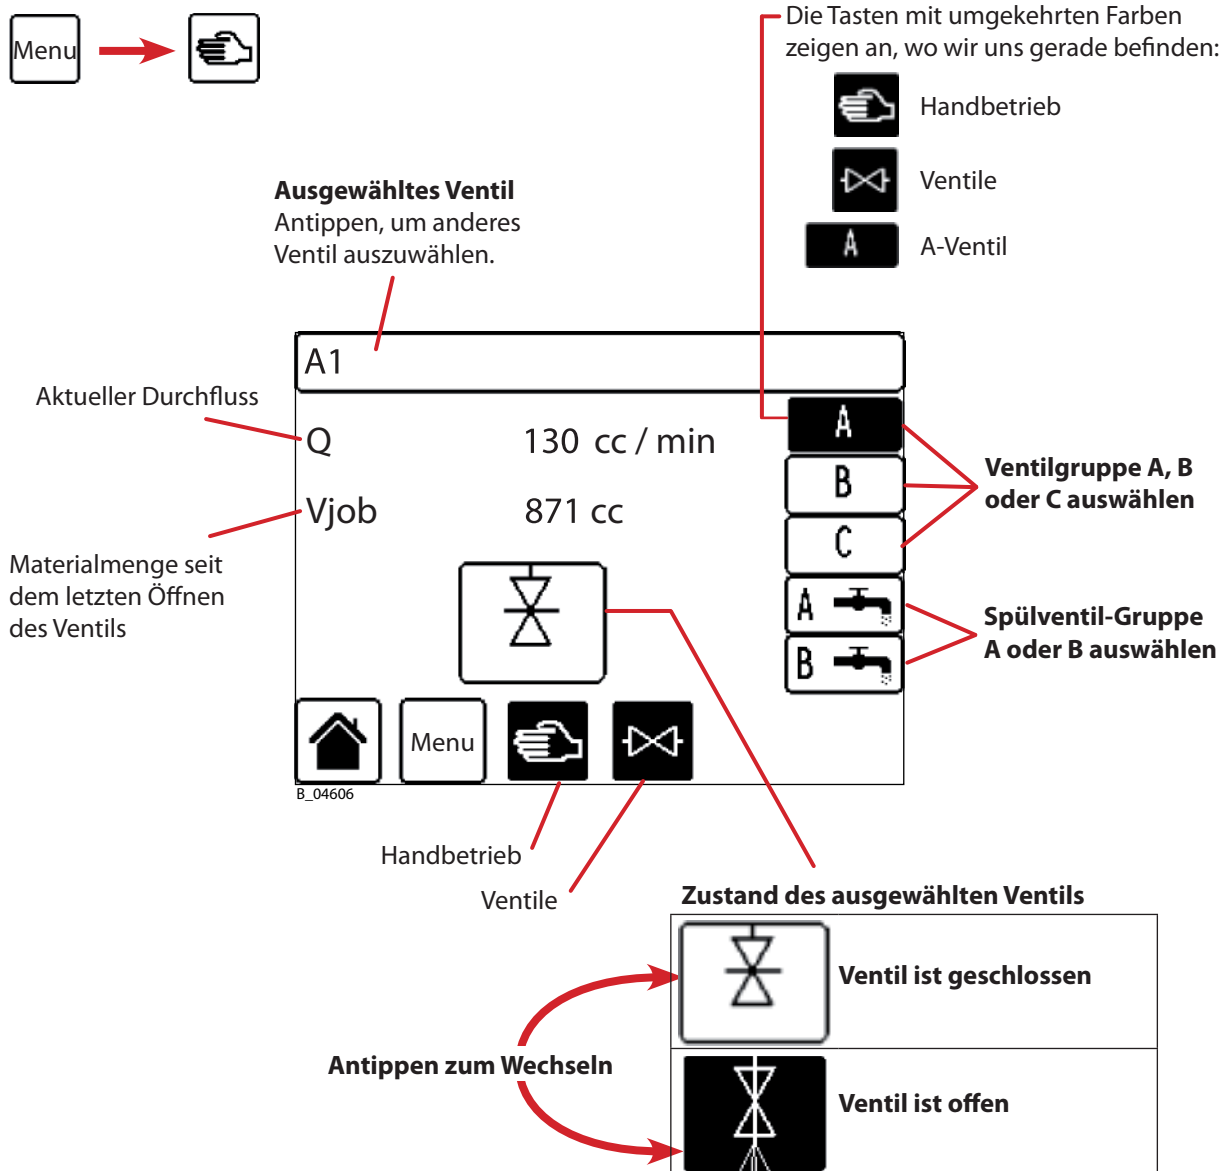 Menu
Die Tasten mit umgekehrten Farben
zeigen an, wo wir uns gerade befinden:
Handbetrieb
Ventile
A
A-Ventil
Ausgewähltes Ventil
Antippen, um anderes
Ventil auszuwählen.
A1
Aktueller Durchfluss
Q
130 cc / min
Vjob
871 cc
Materialmenge seit
dem letzten Öffnen
des Ventils
A
B
C
A
B
Ventilgruppe A, B
oder C auswählen
Spülventil-Gruppe
A oder B auswählen
Menu
B_04606
Handbetrieb
Ventile
Zustand des ausgewählten Ventils
Ventil ist geschlossen
Antippen zum Wechseln
Ventil ist offen